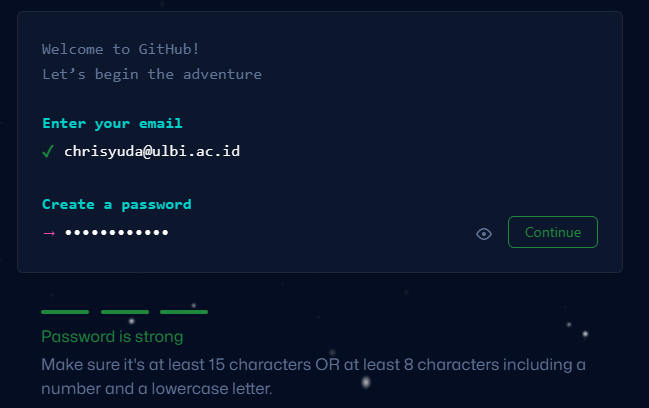 Welcome to GitHub!
Let’s begin the adventure
Enter your email
✓ chrisyuda@ulbi.ac.id
Create a password
→ ••••••••••••
Continue
Password is strong
Make sure it's at least 15 characters OR at least 8 characters including a
number and a lowercase letter.